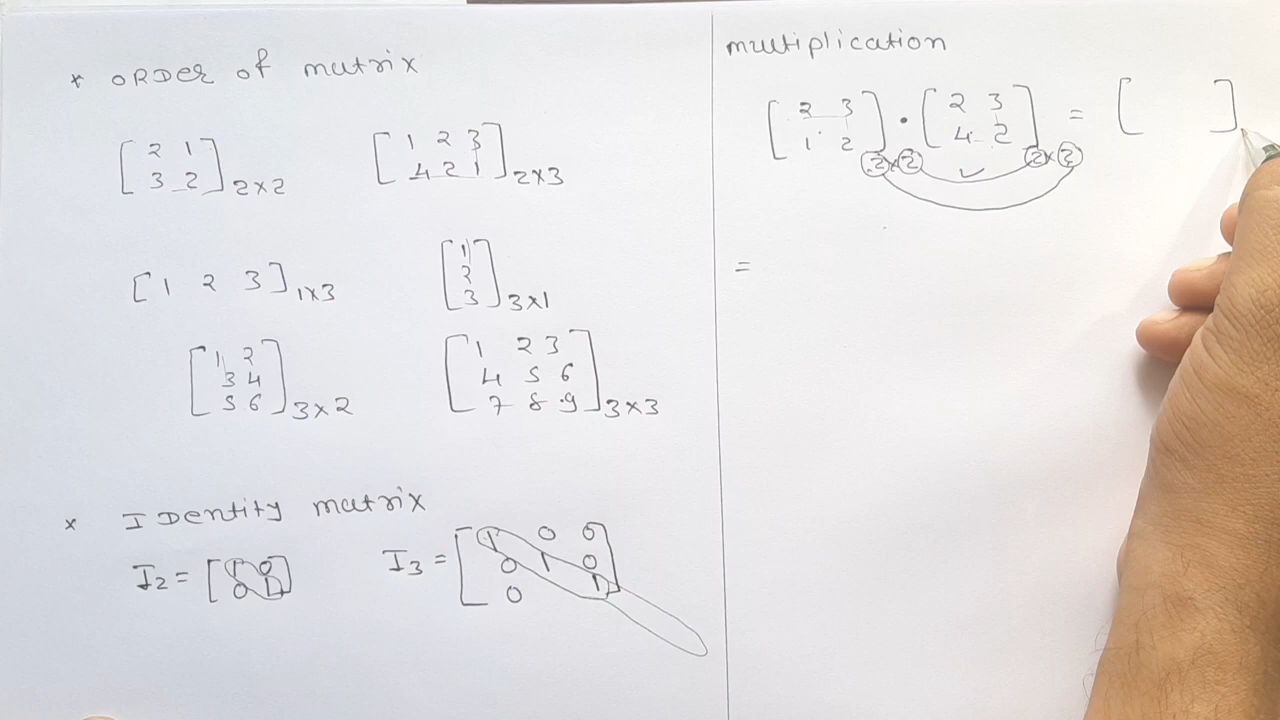 * ORDer of matrix
[ 2 1
3 2 ] 2×2
[ 1 2 3
4 2 1 ] 2×3
[ 1 2 3 ] 1×3
[ 1
2
3 ] 3×1
[ 1 2
3 4
5 6 ] 3×2
[ 1 2 3
4 5 6
7 8 9 ] 3×3
* IDentity matrix
I2 = [ 1 0
0 1 ]
I3 = [ 1 0 0
0 1 0
0 1 ]
multiplication
[ 2 3
1 2 ] 2×2 • [ 2 3
4 2 ] 2×2 = [ ]
✓
=